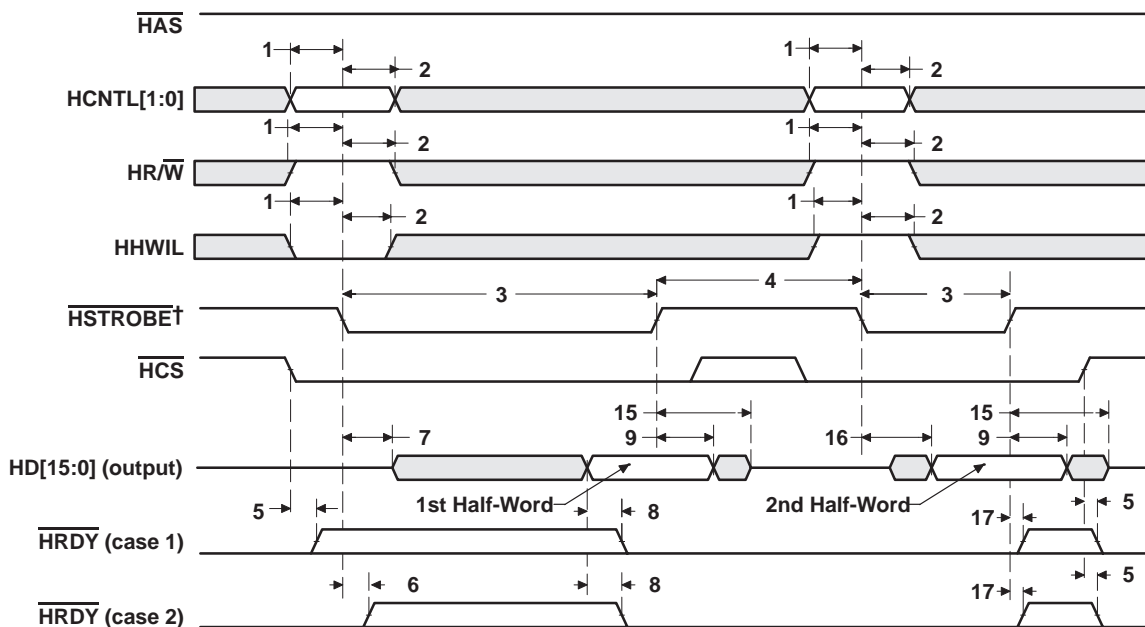 HAS
1
2
1
2
HCNTL[1:0]
1
2
1
2
HR/W
1
2
1
2
HHWIL
3
4
3
HSTROBE†
HCS
7
15
9
16
15
9
HD[15:0] (output)
1st Half-Word
2nd Half-Word
5
8
17
5
HRDY (case 1)
6
8
17
5
HRDY (case 2)